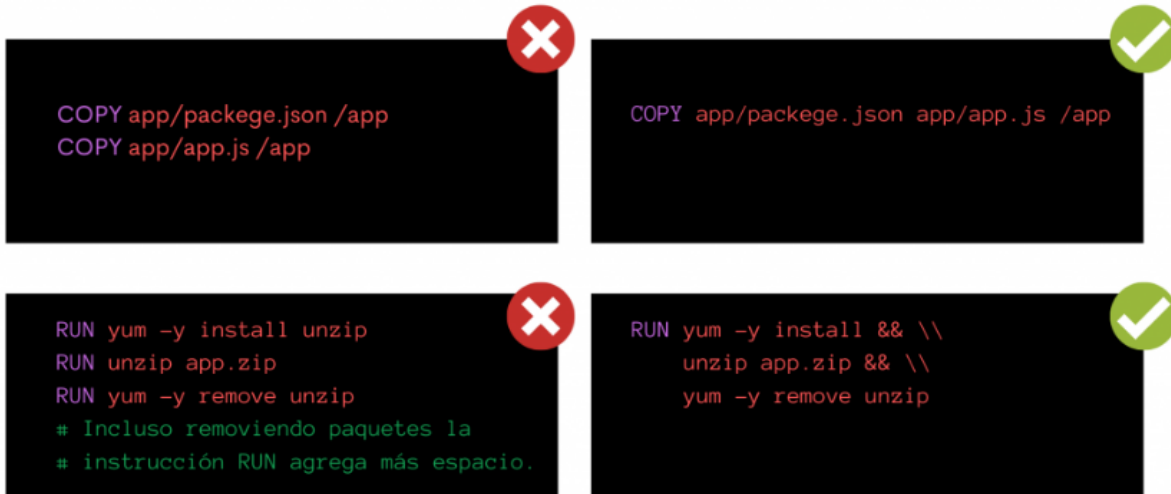 COPY app/packege.json /app
COPY app/app.js /app
COPY app/packege.json app/app.js /app
RUN yum -y install unzip
RUN unzip app.zip
RUN yum -y remove unzip
# Incluso removiendo paquetes la
# instrucción RUN agrega más espacio.
RUN yum -y install && \\
unzip app.zip && \\
yum -y remove unzip